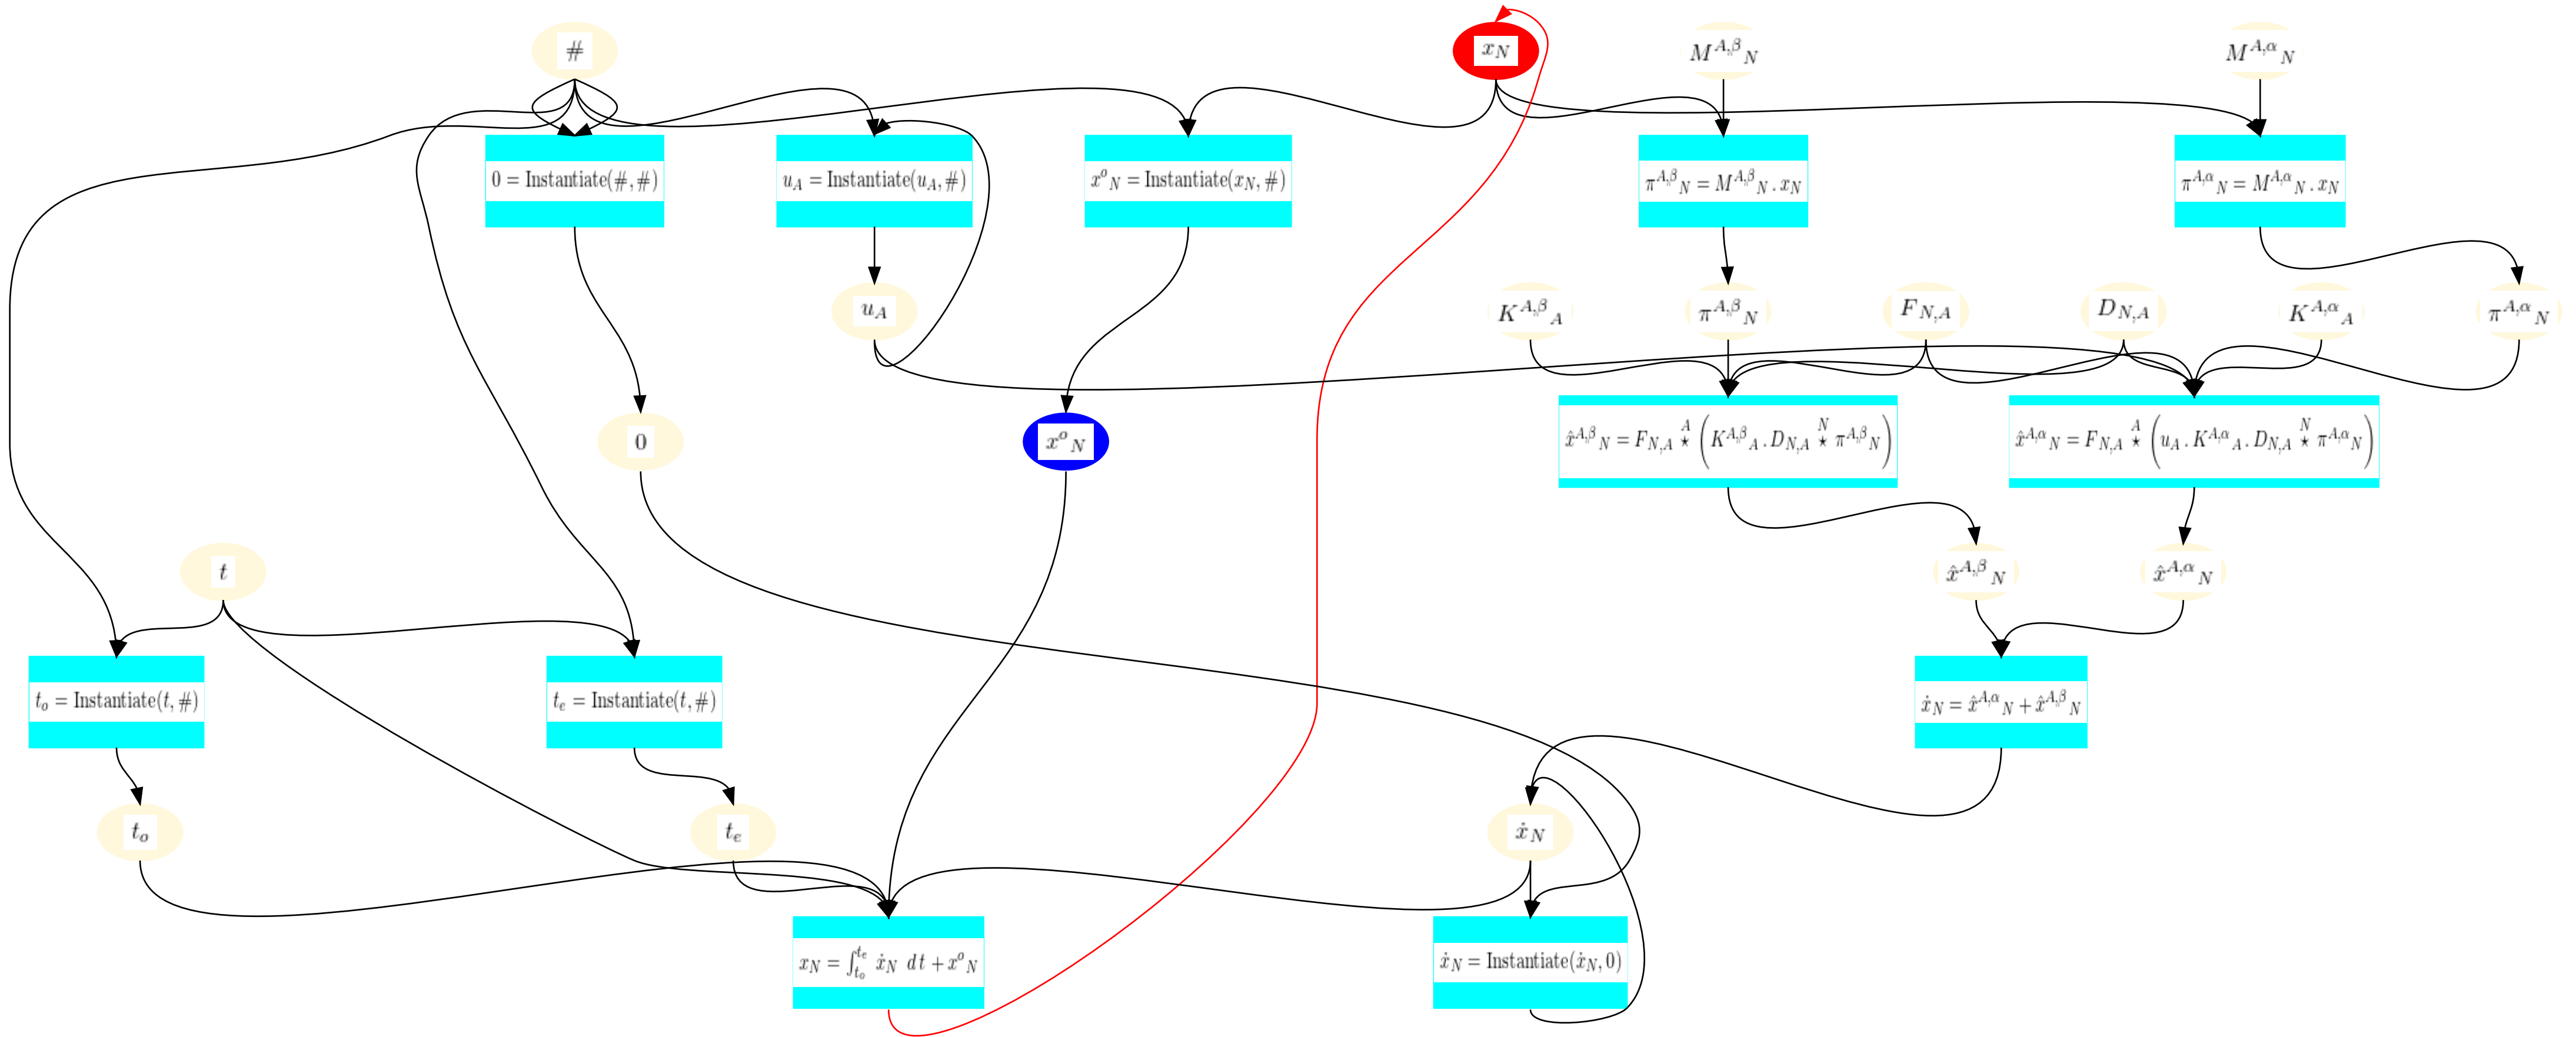 #
x_N
M^{A,β}_N
M^{A,α}_N
0 = Instantiate(#, #)
u_A = Instantiate(u_A, #)
x^o_N = Instantiate(x_N, #)
π^{A,β}_N = M^{A,β}_N . x_N
π^{A,α}_N = M^{A,α}_N . x_N
u_A
K^{A,β}_A
π^{A,β}_N
F_{N,A}
D_{N,A}
K^{A,α}_A
π^{A,α}_N
0
x^o_N
x̂^{A,β}_N = F_{N,A} ⋆^A (K^{A,β}_A . D_{N,A} ⋆^N π^{A,β}_N)
x̂^{A,α}_N = F_{N,A} ⋆^A (u_A . K^{A,α}_A . D_{N,A} ⋆^N π^{A,α}_N)
t
x̂^{A,β}_N
x̂^{A,α}_N
t_o = Instantiate(t, #)
t_e = Instantiate(t, #)
ẋ_N = x̂^{A,α}_N + x̂^{A,β}_N
t_o
t_e
ẋ_N
x_N = ∫_{t_o}^{t_e} ẋ_N dt + x^o_N
ẋ_N = Instantiate(ẋ_N, 0)